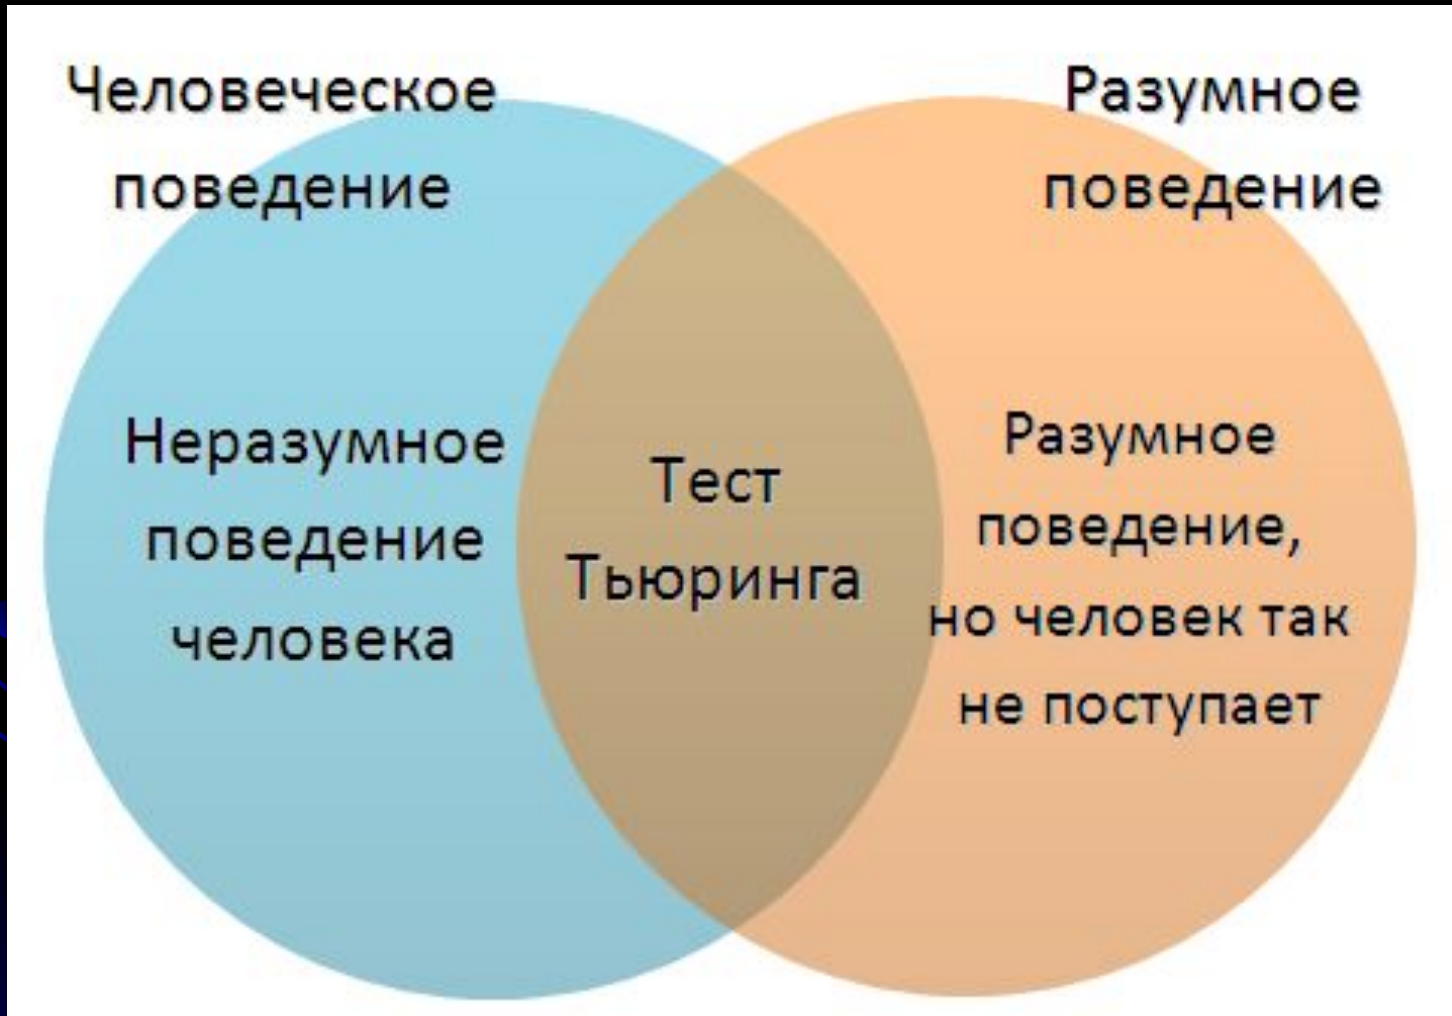 Человеческое
поведение
Разумное
поведение
Неразумное
поведение
человека
Тест
Тьюринга
Разумное
поведение,
но человек так
не поступает